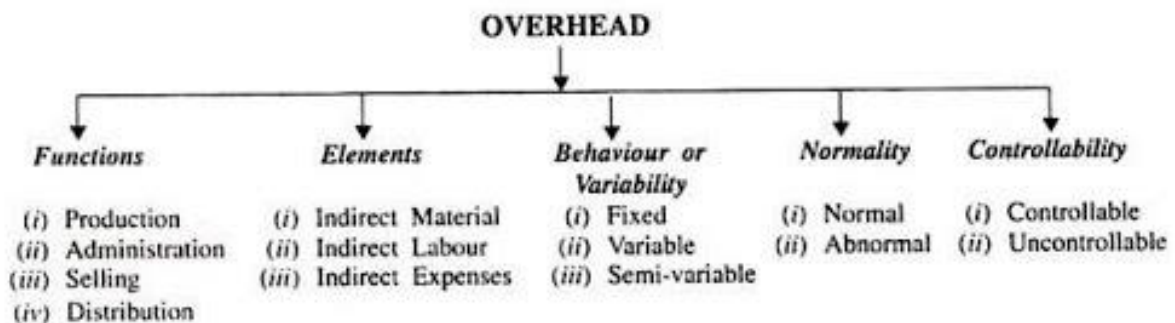 OVERHEAD
Functions
(i) Production
(ii) Administration
(iii) Selling
(iv) Distribution
Elements
(i) Indirect Material
(ii) Indirect Labour
(iii) Indirect Expenses
Behaviour or
Variability
(i) Fixed
(ii) Variable
(iii) Semi-variable
Normality
(i) Normal
(ii) Abnormal
Controllability
(i) Controllable
(ii) Uncontrollable